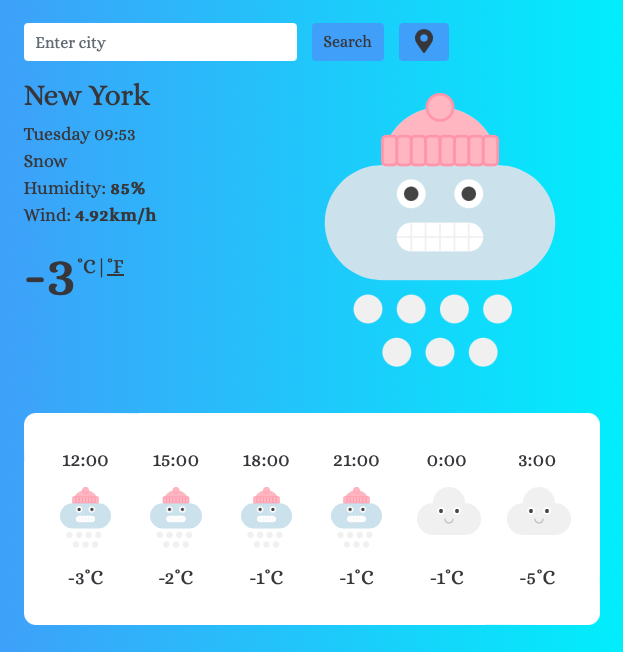 Enter city Search
New York
Tuesday 09:53
Snow
Humidity: 85%
Wind: 4.92km/h
-3 °C | °F
12:00 15:00 18:00 21:00 0:00 3:00
-3°C -2°C -1°C -1°C -1°C -5°C